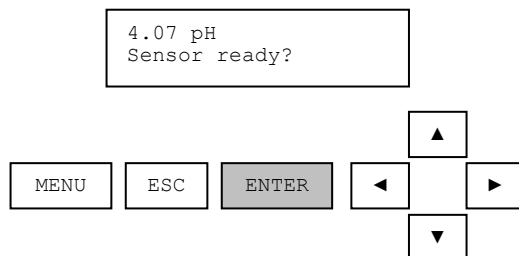 4.07 pH
Sensor ready?
▲
MENU ESC ENTER ◄ ►
▼